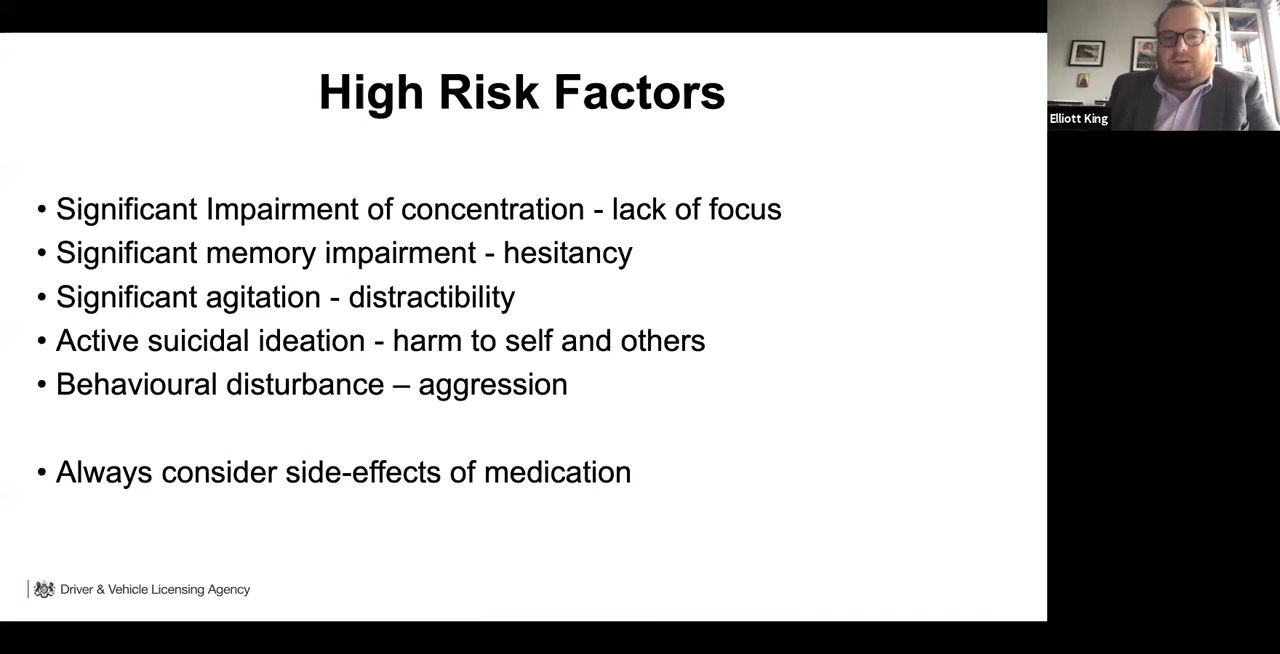 High Risk Factors
• Significant Impairment of concentration - lack of focus
• Significant memory impairment - hesitancy
• Significant agitation - distractibility
• Active suicidal ideation - harm to self and others
• Behavioural disturbance – aggression
• Always consider side-effects of medication
Driver & Vehicle Licensing Agency
Elliott King